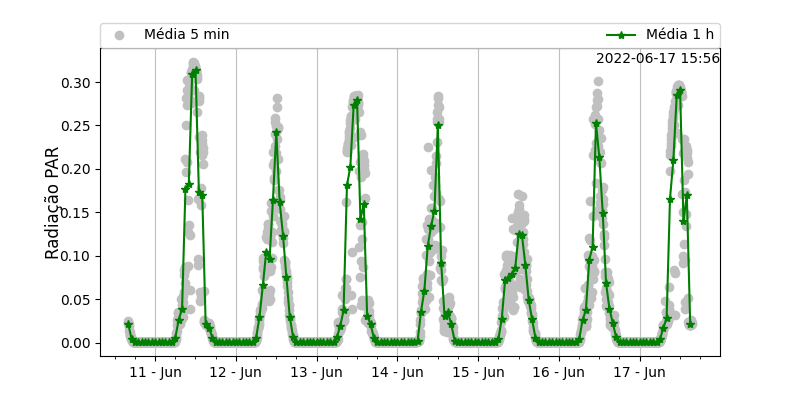 Média 5 min
Média 1 h
2022-06-17 15:56
Radiação PAR
0.30
0.25
0.20
0.15
0.10
0.05
0.00
11 - Jun
12 - Jun
13 - Jun
14 - Jun
15 - Jun
16 - Jun
17 - Jun